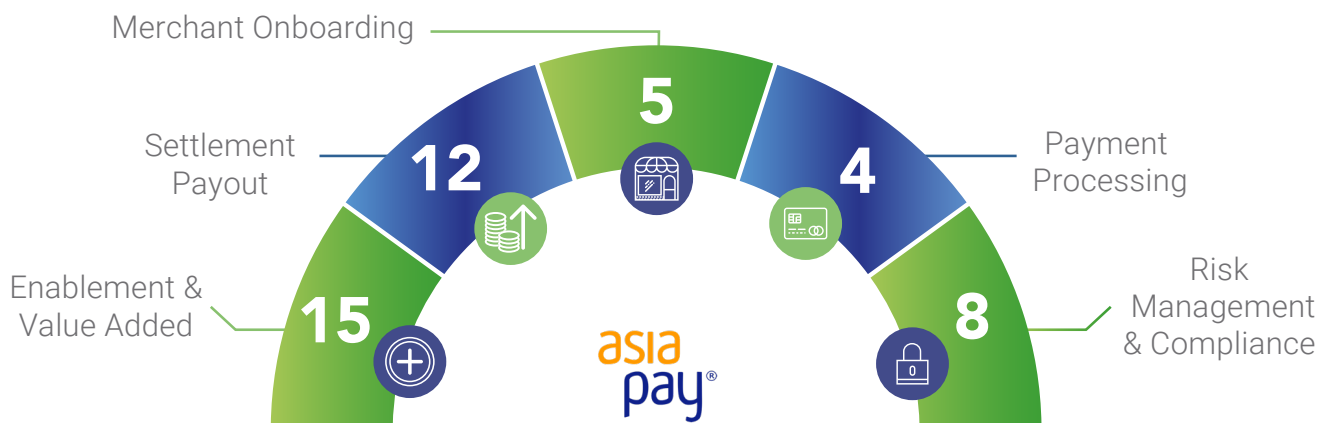 Merchant Onboarding
5
Settlement
Payout
12
4
Payment
Processing
Enablement &
Value Added
15
8
Risk
Management
& Compliance
asia
pay®
0